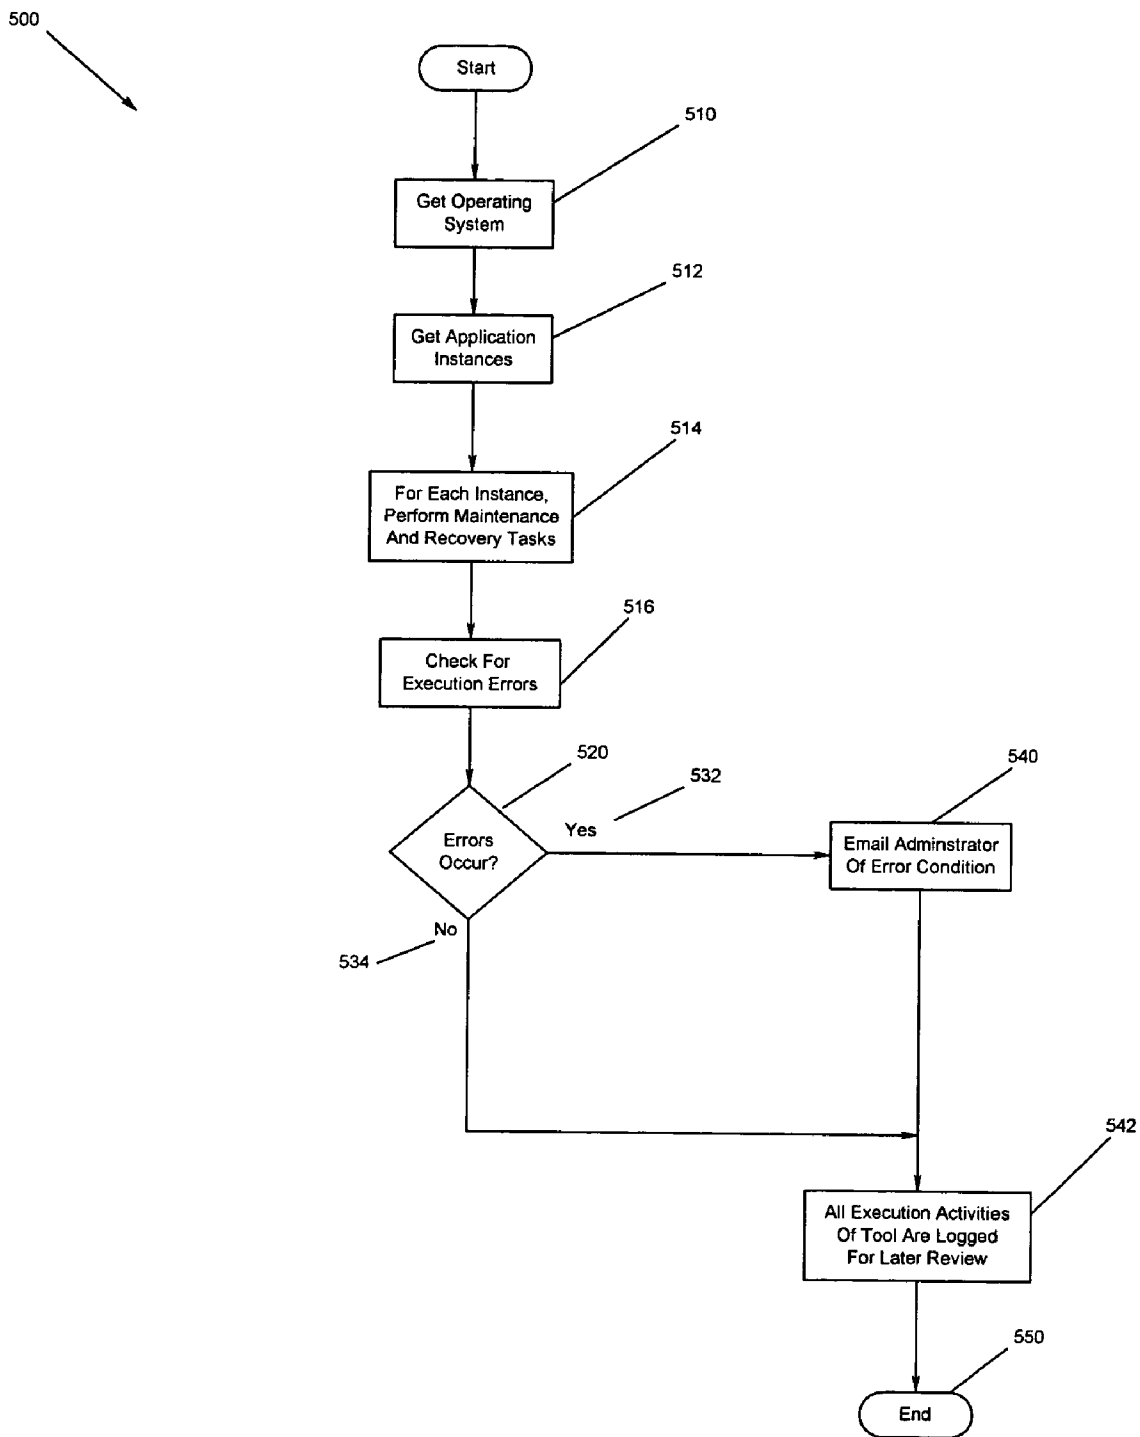 500
Start
510
Get Operating
System
512
Get Application
Instances
514
For Each Instance,
Perform Maintenance
And Recovery Tasks
516
Check For
Execution Errors
520
532
540
Errors
Occur?
Yes
Email Adminstrator
Of Error Condition
No
534
542
All Execution Activities
Of Tool Are Logged
For Later Review
550
End